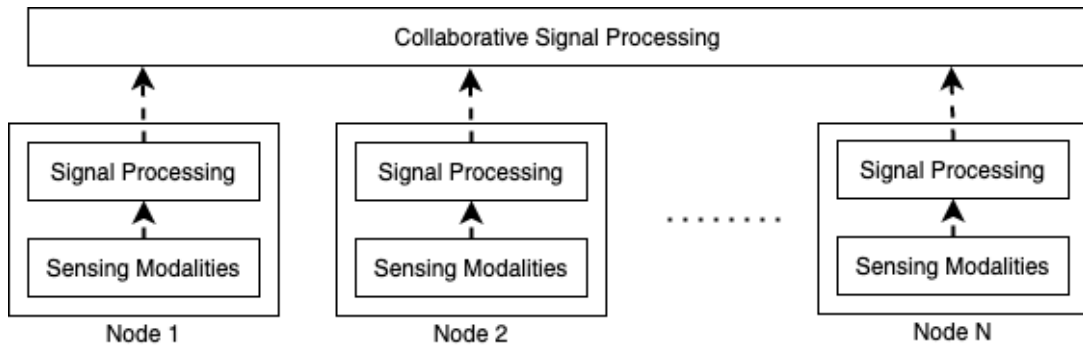 Collaborative Signal Processing
Signal Processing
Sensing Modalities
Node 1
Signal Processing
Sensing Modalities
Node 2
........
Signal Processing
Sensing Modalities
Node N